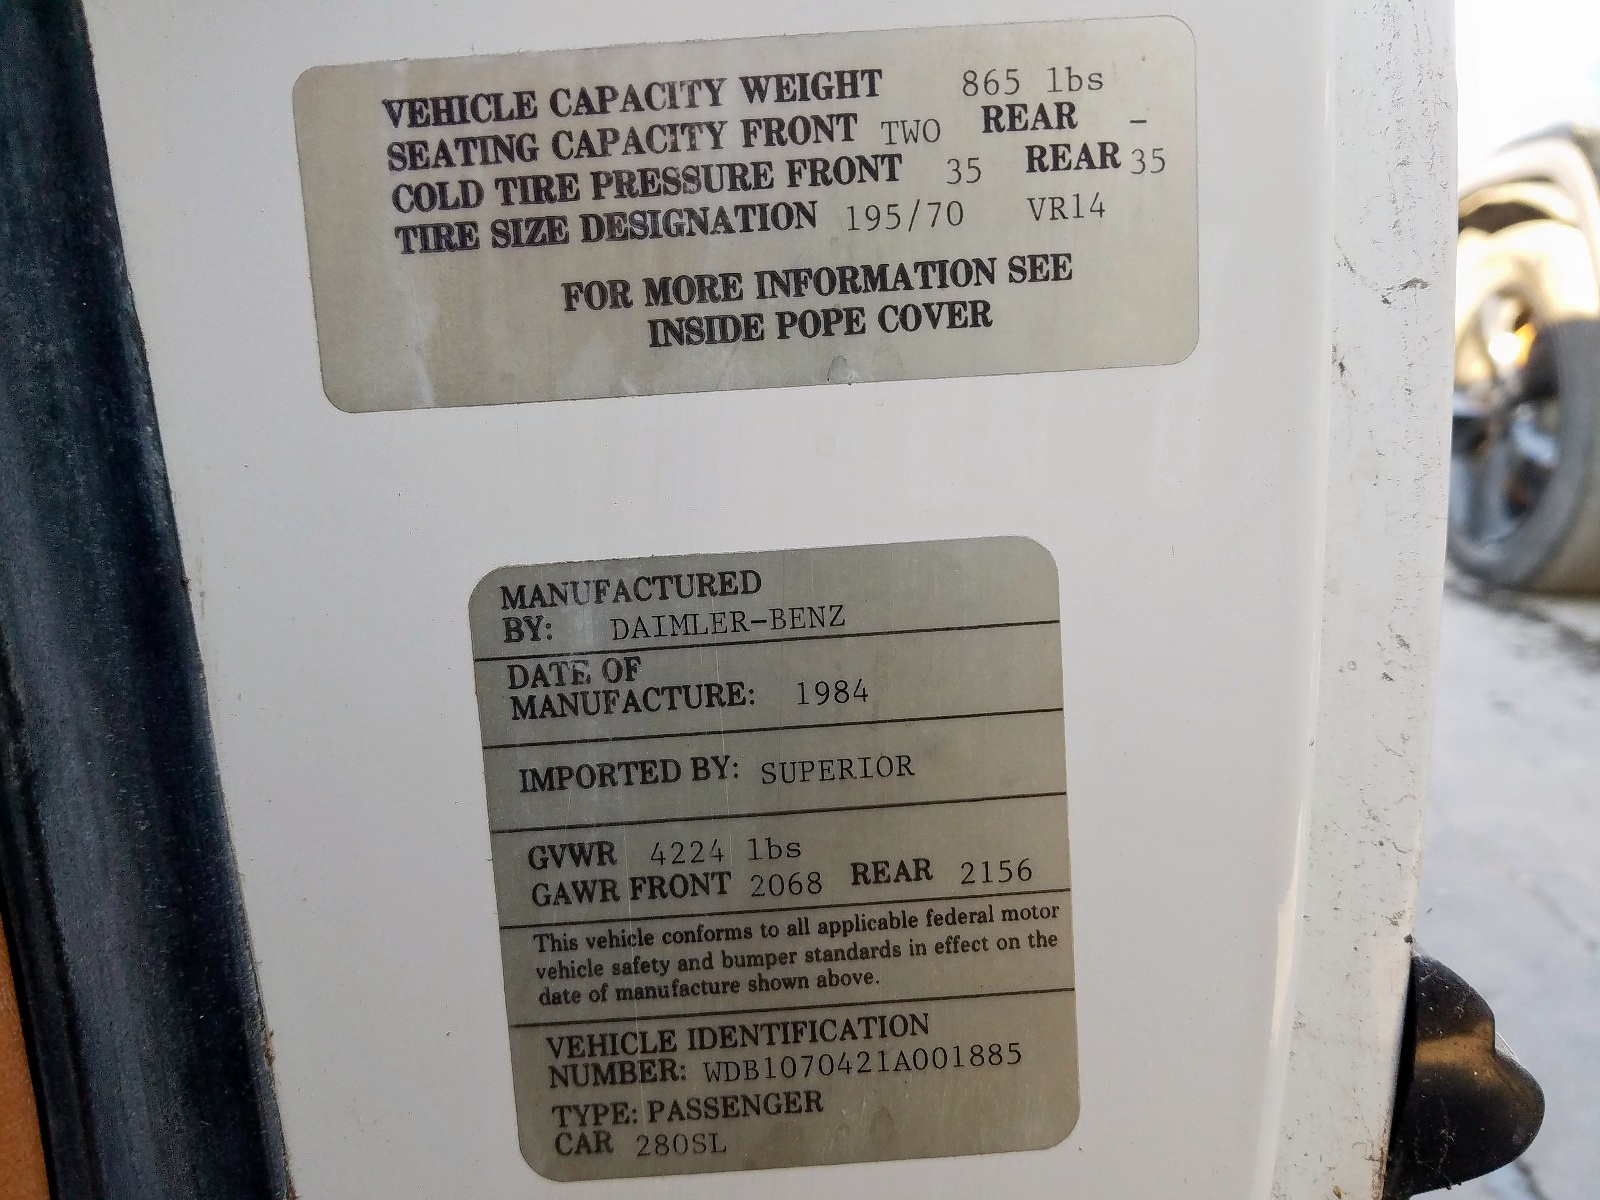 VEHICLE CAPACITY WEIGHT 865 lbs
SEATING CAPACITY FRONT TWO REAR -
COLD TIRE PRESSURE FRONT 35 REAR 35
TIRE SIZE DESIGNATION 195/70 VR14
FOR MORE INFORMATION SEE
INSIDE POPE COVER
MANUFACTURED
BY: DAIMLER-BENZ
DATE OF
MANUFACTURE: 1984
IMPORTED BY: SUPERIOR
GVWR 4224 lbs
GAWR FRONT 2068 REAR 2156
This vehicle conforms to all applicable federal motor
vehicle safety and bumper standards in effect on the
date of manufacture shown above.
VEHICLE IDENTIFICATION
NUMBER: WDB1070421A001885
TYPE: PASSENGER
CAR 280SL